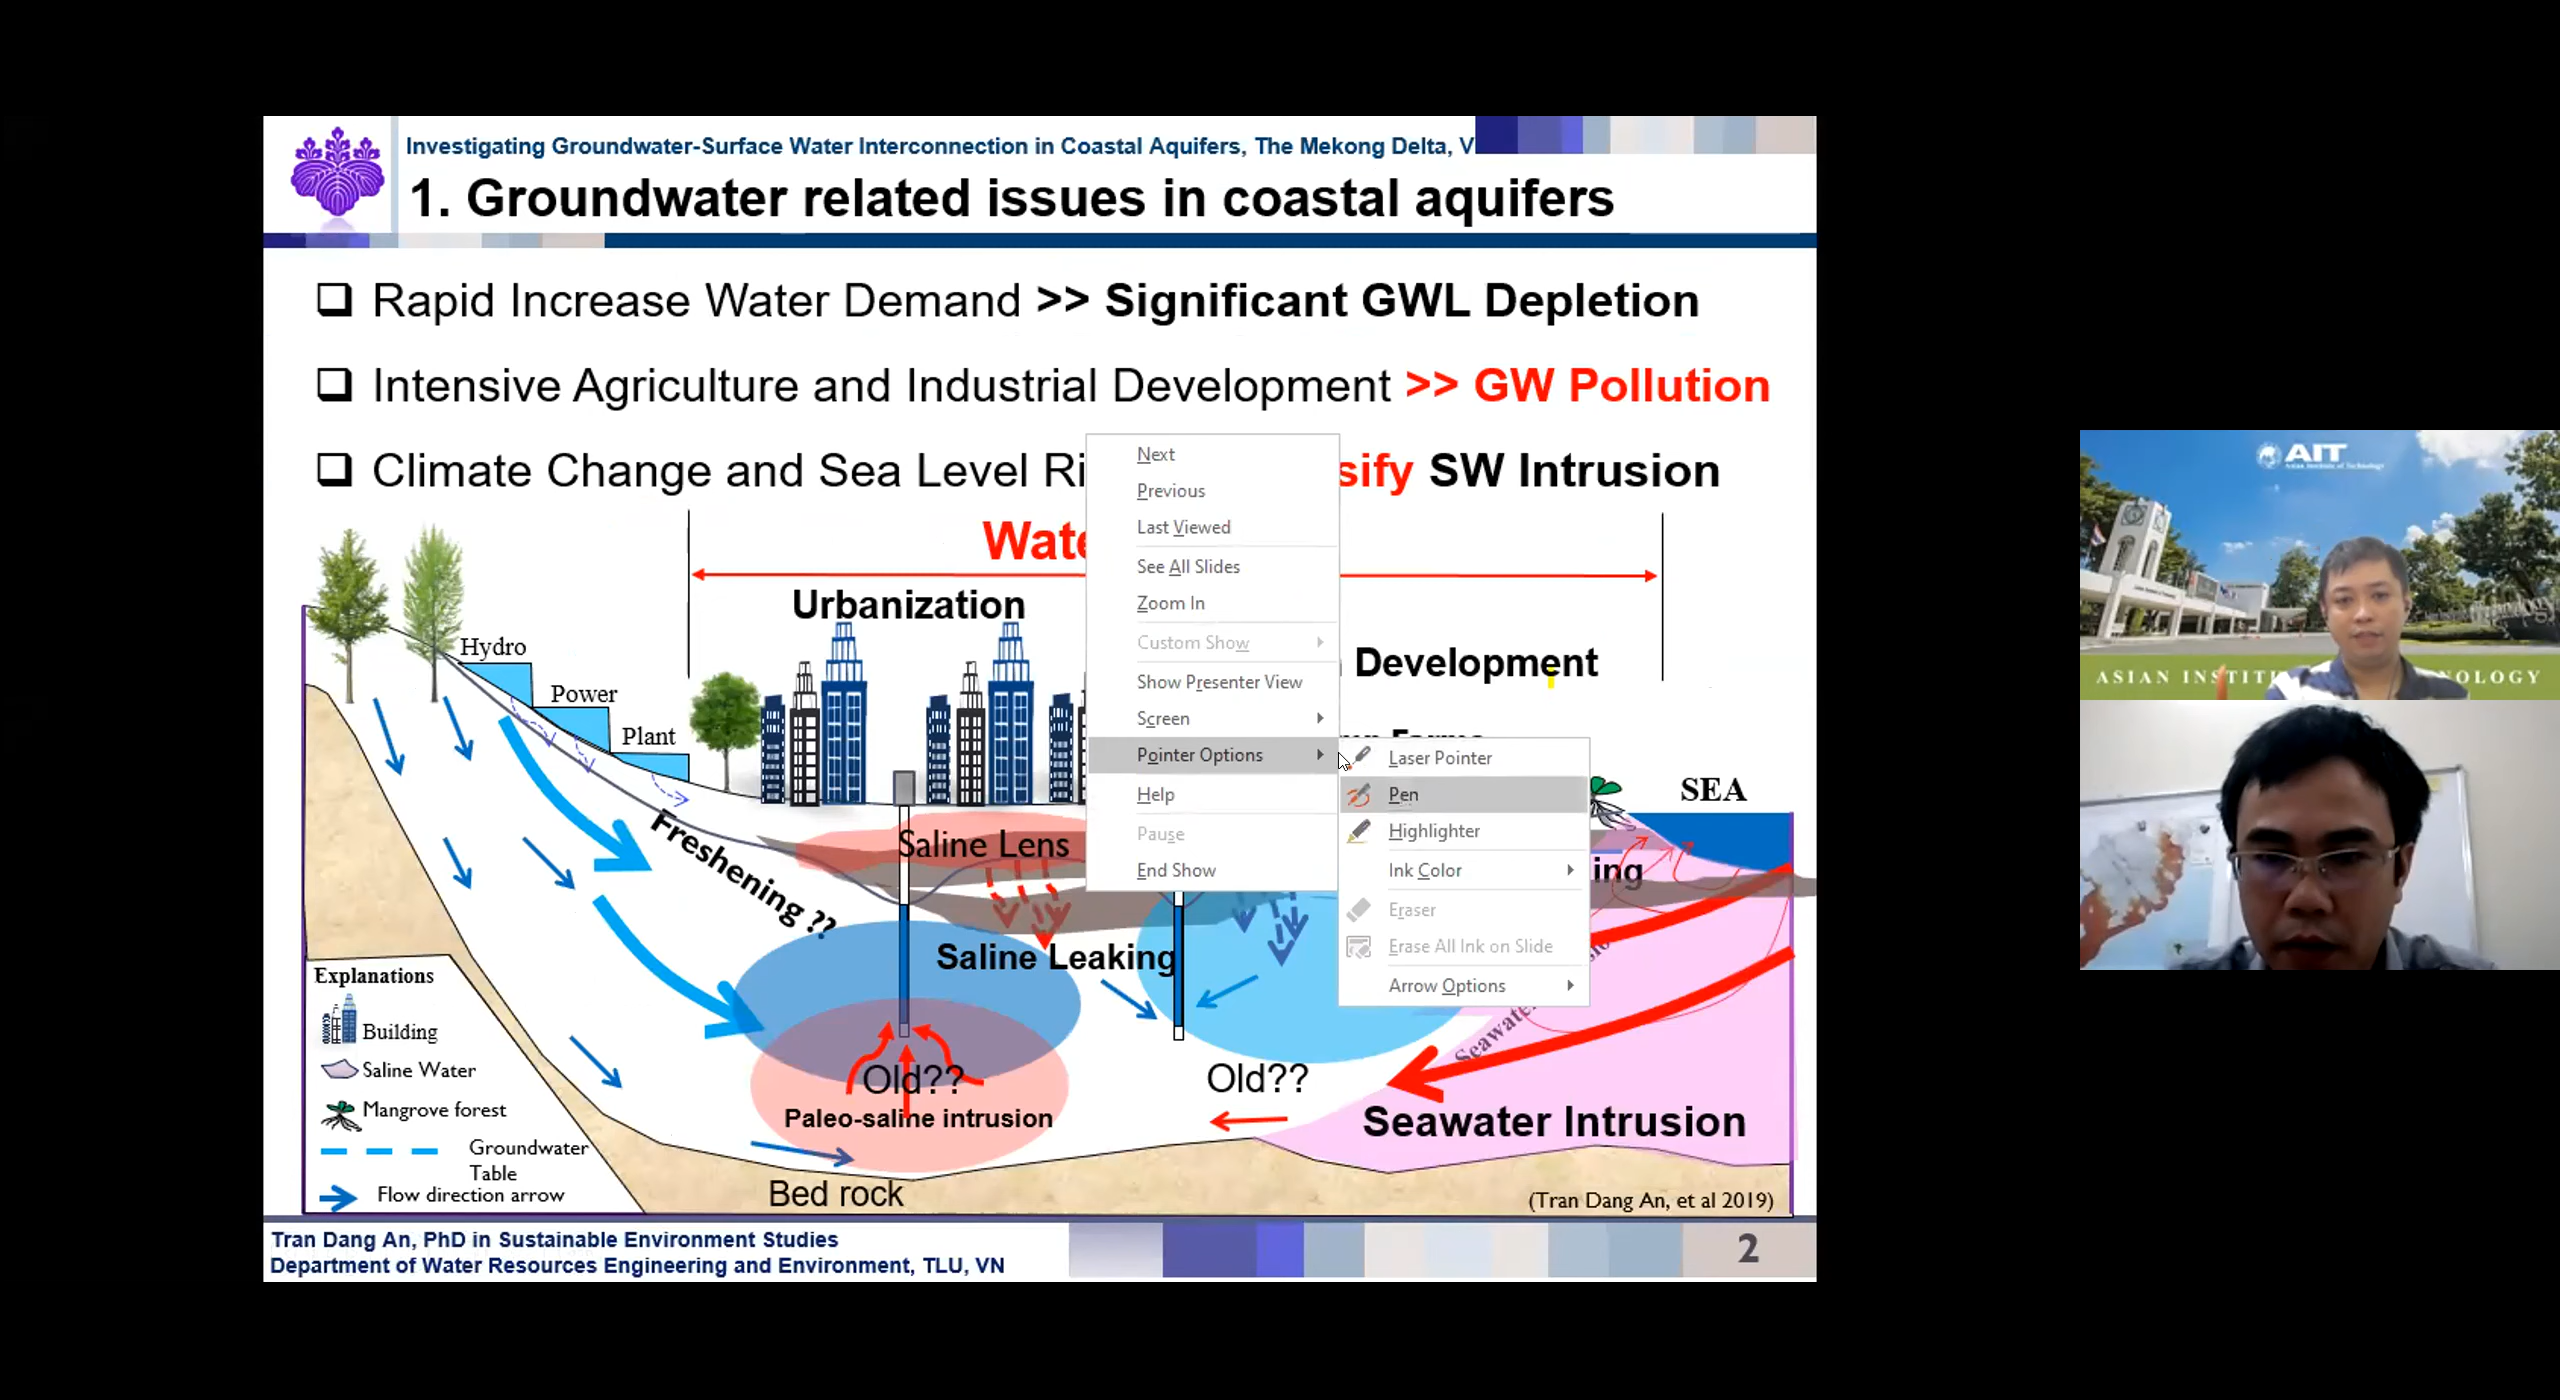 Investigating Groundwater-Surface Water Interconnection in Coastal Aquifers, The Mekong Delta, V
1. Groundwater related issues in coastal aquifers
Rapid Increase Water Demand >> Significant GWL Depletion
Intensive Agriculture and Industrial Development >> GW Pollution
Climate Change and Sea Level Ri sify SW Intrusion
Wate
Urbanization
Development
Hydro
Power
Plant
SEA
Freshening ??
Saline Lens
ing
Saline Leaking
Seawate
Old??
Old??
Paleo-saline intrusion
Seawater Intrusion
Bed rock
(Tran Dang An, et al 2019)
Explanations
Building
Saline Water
Mangrove forest
Groundwater
Table
Flow direction arrow
Tran Dang An, PhD in Sustainable Environment Studies
Department of Water Resources Engineering and Environment, TLU, VN
2
Next
Previous
Last Viewed
See All Slides
Zoom In
Custom Show
Show Presenter View
Screen
Pointer Options
Help
Pause
End Show
Laser Pointer
Pen
Highlighter
Ink Color
Eraser
Erase All Ink on Slide
Arrow Options
AIT
Asian Institute of Technology
ASIAN INSTIT OLOGY